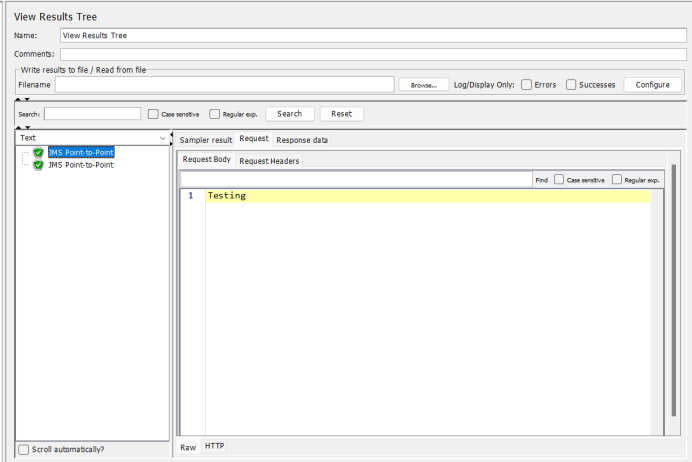 View Results Tree
Name: View Results Tree
Comments:
Write results to file / Read from file
Filename Browse... Log/Display Only: Errors Successes Configure
Search: Case sensitive Regular exp. Search Reset
Text
JMS Point-to-Point
JMS Point-to-Point
Sampler result Request Response data
Request Body Request Headers
Find Case sensitive Regular exp.
1 Testing
Raw HTTP
Scroll automatically?